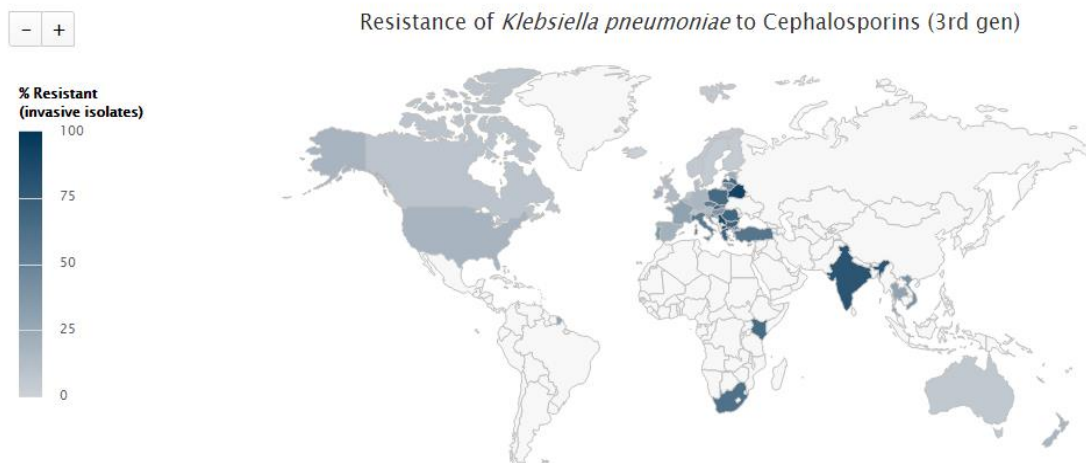 Resistance of Klebsiella pneumoniae to Cephalosporins (3rd gen)
− +
% Resistant
(invasive isolates)
100
75
50
25
0